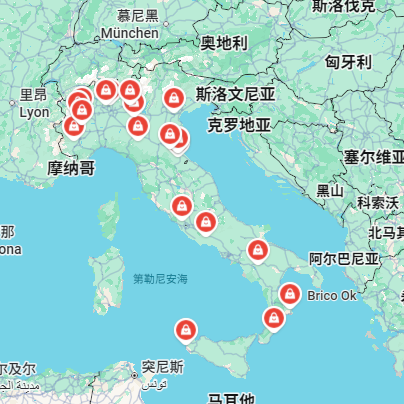 斯洛伐克
慕尼黑
München
奥地利
匈牙利
里昂
Lyon
斯洛文尼亚
克罗地亚
塞尔维亚
摩纳哥
黑山
科索沃
北马其
那
ona
阿尔巴尼亚
第勒尼安海
Brico Ok
尔及尔
突尼斯
تونس
马耳他